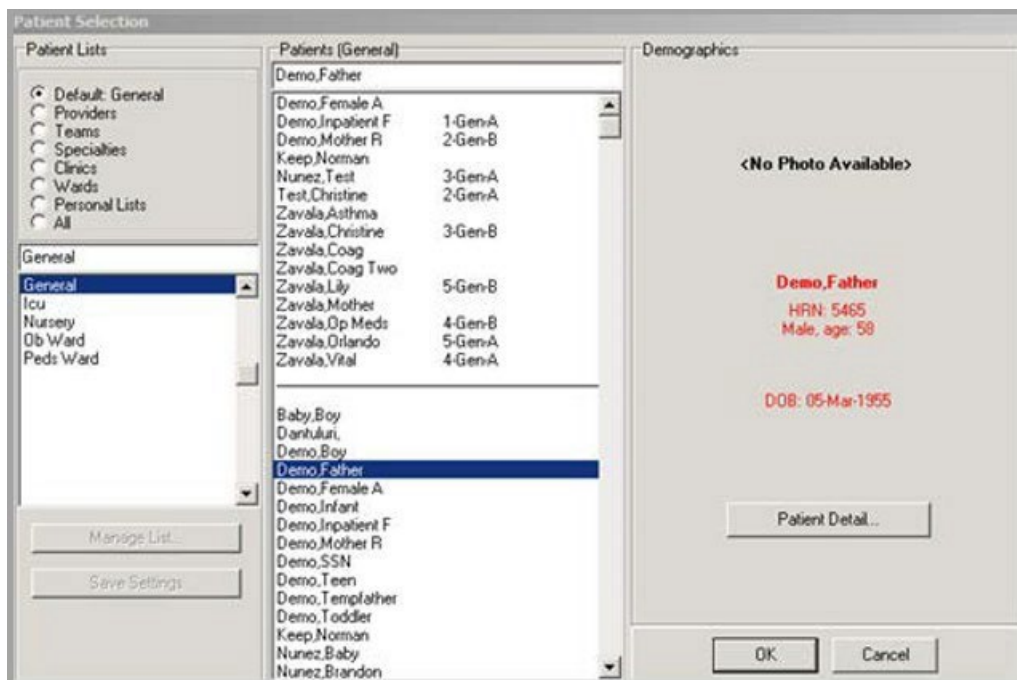 Patient Selection
Patient Lists
Default: General
Providers
Teams
Specialties
Clinics
Wards
Personal Lists
All
General
General
Icu
Nursery
Ob Ward
Peds Ward
Manage List...
Save Settings
Patients (General)
Demo,Father
Demo,Female A
Demo,Inpatient F 1-Gen-A
Demo,Mother R 2-Gen-B
Keep,Norman
Nunez,Test 3-Gen-A
Test,Christine 2-Gen-A
Zavala,Asthma
Zavala,Christine 3-Gen-B
Zavala,Coag
Zavala,Coag Two
Zavala,Lily 5-Gen-B
Zavala,Mother
Zavala,Op Meds 4-Gen-B
Zavala,Orlando 5-Gen-A
Zavala,Vital 4-Gen-A
Baby,Boy
Dantuluri,
Demo,Boy
Demo,Father
Demo,Female A
Demo,Infant
Demo,Inpatient F
Demo,Mother R
Demo,SSN
Demo,Teen
Demo,Tempfather
Demo,Toddler
Keep,Norman
Nunez,Baby
Nunez,Brandon
Demographics
<No Photo Available>
Demo,Father
HRN: 5465
Male, age: 58
DOB: 05-Mar-1955
Patient Detail...
OK
Cancel